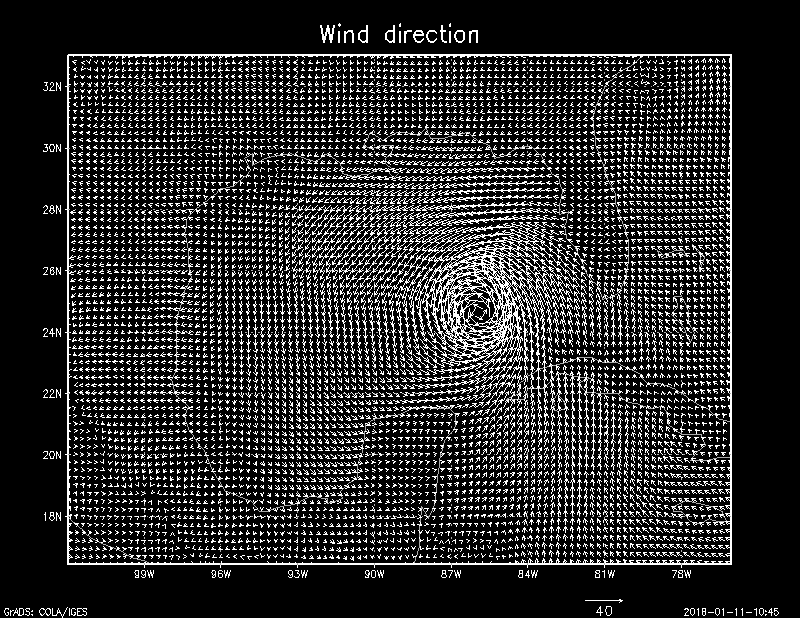 Wind direction
32N
30N
28N
26N
24N
22N
20N
18N
99W 96W 93W 90W 87W 84W 81W 78W
40
GrADS: COLA/IGES 2018-01-11-10:45